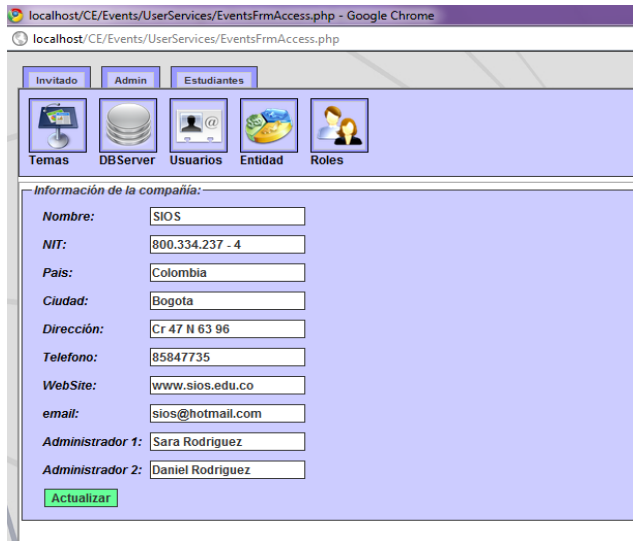 localhost/CE/Events/UserServices/EventsFrmAccess.php - Google Chrome
localhost/CE/Events/UserServices/EventsFrmAccess.php
Invitado Admin Estudiantes
Temas DBServer Usuarios Entidad Roles
Información de la compañía:
Nombre: SIOS
NIT: 800.334.237 - 4
Pais: Colombia
Ciudad: Bogota
Dirección: Cr 47 N 63 96
Telefono: 85847735
WebSite: www.sios.edu.co
email: sios@hotmail.com
Administrador 1: Sara Rodriguez
Administrador 2: Daniel Rodriguez
Actualizar